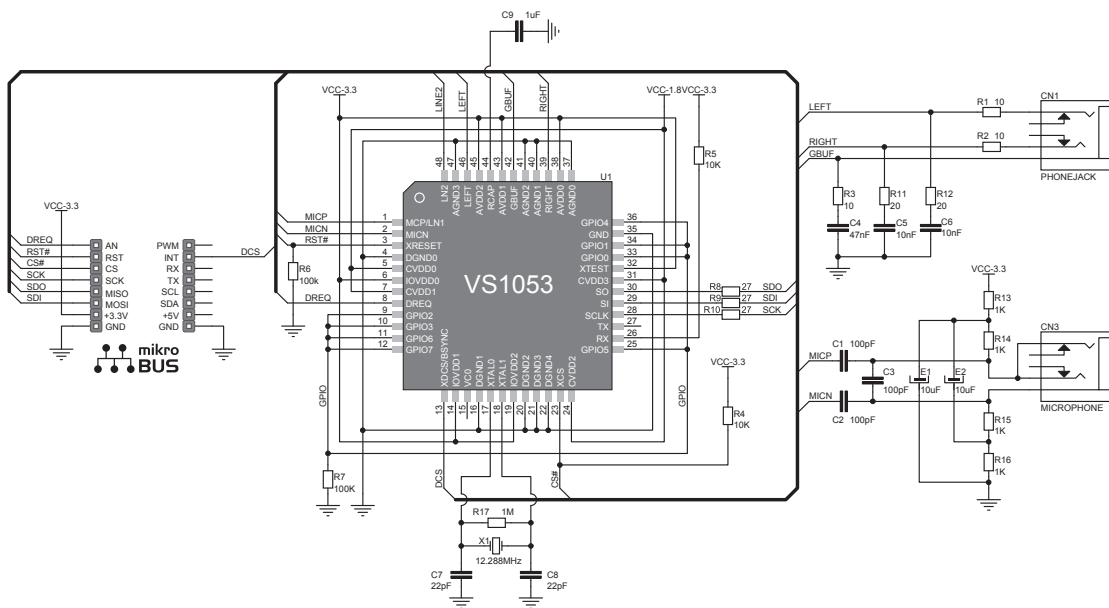 C9 1uF
VCC-3.3
LINE2
LEFT
GBUF
RIGHT
VCC-1.8
VCC-3.3
48 47 46 45 44 43 42 41 40 39 38 37
LN2
AGND3
LEFT
AVDD2
RCAP
AVDD1
GBUF
AGND2
AGND1
RIGHT
AVDD0
AGND0
U1
R5
10K
VS1053
MICP 1 MCP/LN1
MICN 2 MICN
RST# 3 XRESET
4 DGND0
5 CVDD0
6 IOVDD0
7 CVDD1
DREQ 8 DREQ
9 GPIO2
10 GPIO3
11 GPIO6
12 GPIO7
R6
100k
GPIO4 36
GND 35
GPIO1 34
GPIO0 33
XTEST 32
CVDD3 31
SO 30 R8 27 SDO
SI 29 R9 27 SDI
SCLK 28 R10 27 SCK
TX 27
RX 26
GPIO5 25
XDCS/BSYNC
IOVDD1
VC0
DGND1
XTAL0
XTAL1
IOVDD2
DGND2
DGND3
DGND4
XCS
CVDD2
13 14 15 16 17 18 19 20 21 22 23 24
GPIO
GPIO
R7
100K
DCS
CS#
VCC-3.3
R4
10K
R17 1M
X1
12.288MHz
C7
22pF
C8
22pF
VCC-3.3
DREQ AN
RST# RST
CS# CS
SCK SCK
SDO MISO
SDI MOSI
+3.3V
GND
PWM
INT DCS
RX
TX
SCL
SDA
+5V
GND
mikro
BUS
LEFT
RIGHT
GBUF
R1 10
R2 10
CN1
PHONEJACK
R3
10
R11
20
R12
20
C4
47nF
C5
10nF
C6
10nF
VCC-3.3
R13
1K
R14
1K
CN3
MICROPHONE
MICP
C1 100pF
C3
100pF
E1
10uF
E2
10uF
MICN
C2 100pF
R15
1K
R16
1K